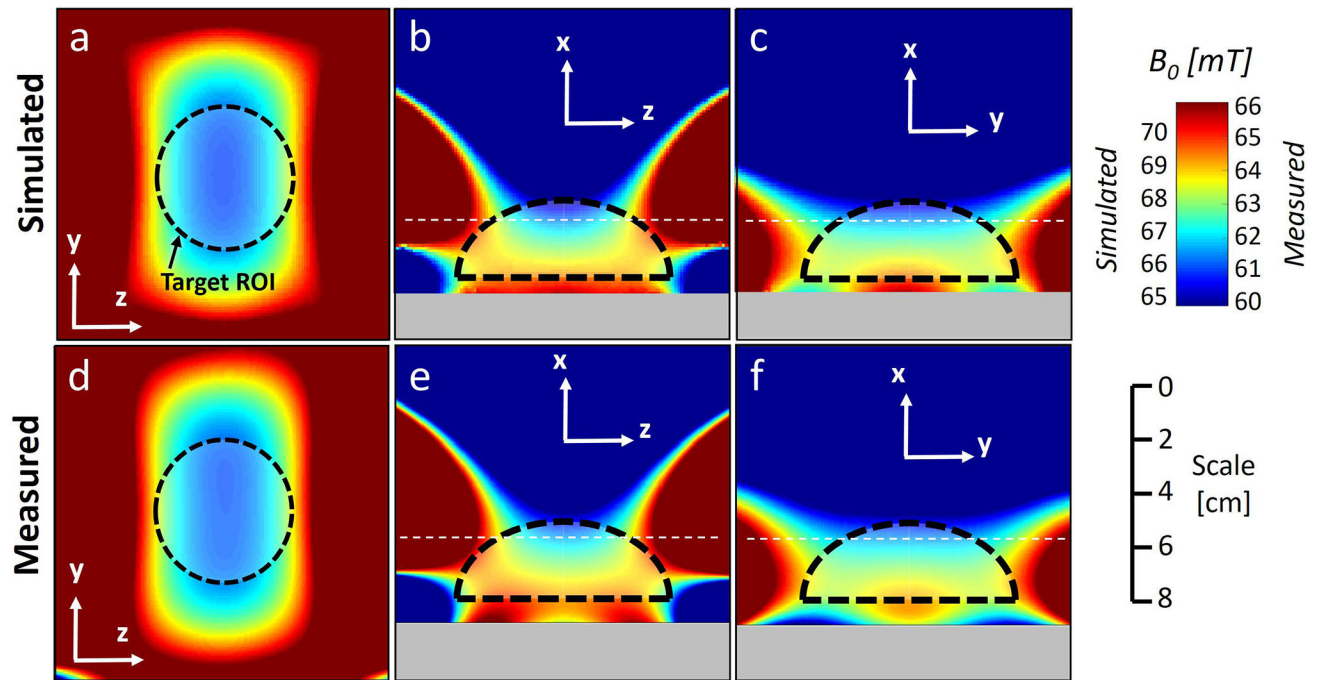 Simulated
a
y
z
Target ROI
b
x
z
c
x
y
B0 [mT]
Simulated
70
69
68
67
66
65
66
65
64
63
62
61
60
Measured
Measured
d
y
z
e
x
z
f
x
y
0
2
4
6
8
Scale
[cm]